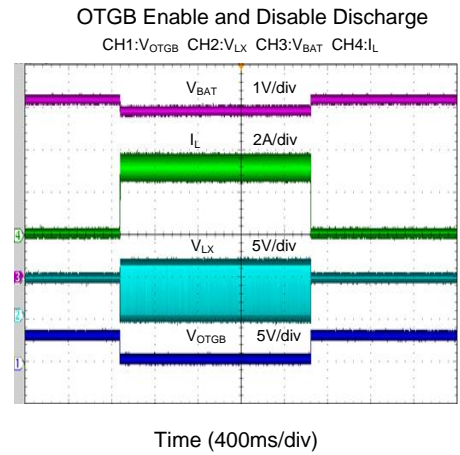 OTGB Enable and Disable Discharge
CH1:VOTGB CH2:VLX CH3:VBAT CH4:IL
VBAT 1V/div
IL 2A/div
4
VLX 5V/div
3
2
VOTGB 5V/div
1
Time (400ms/div)